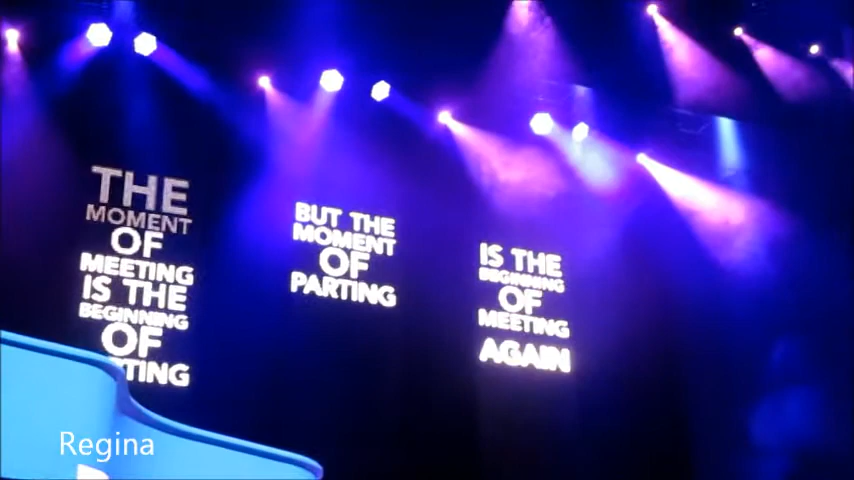 THE
MOMENT
OF
MEETING
IS THE
BEGINNING
OF
TING
BUT THE
MOMENT
OF
PARTING
IS THE
BEGINNING
OF
MEETING
AGAIN
Regina